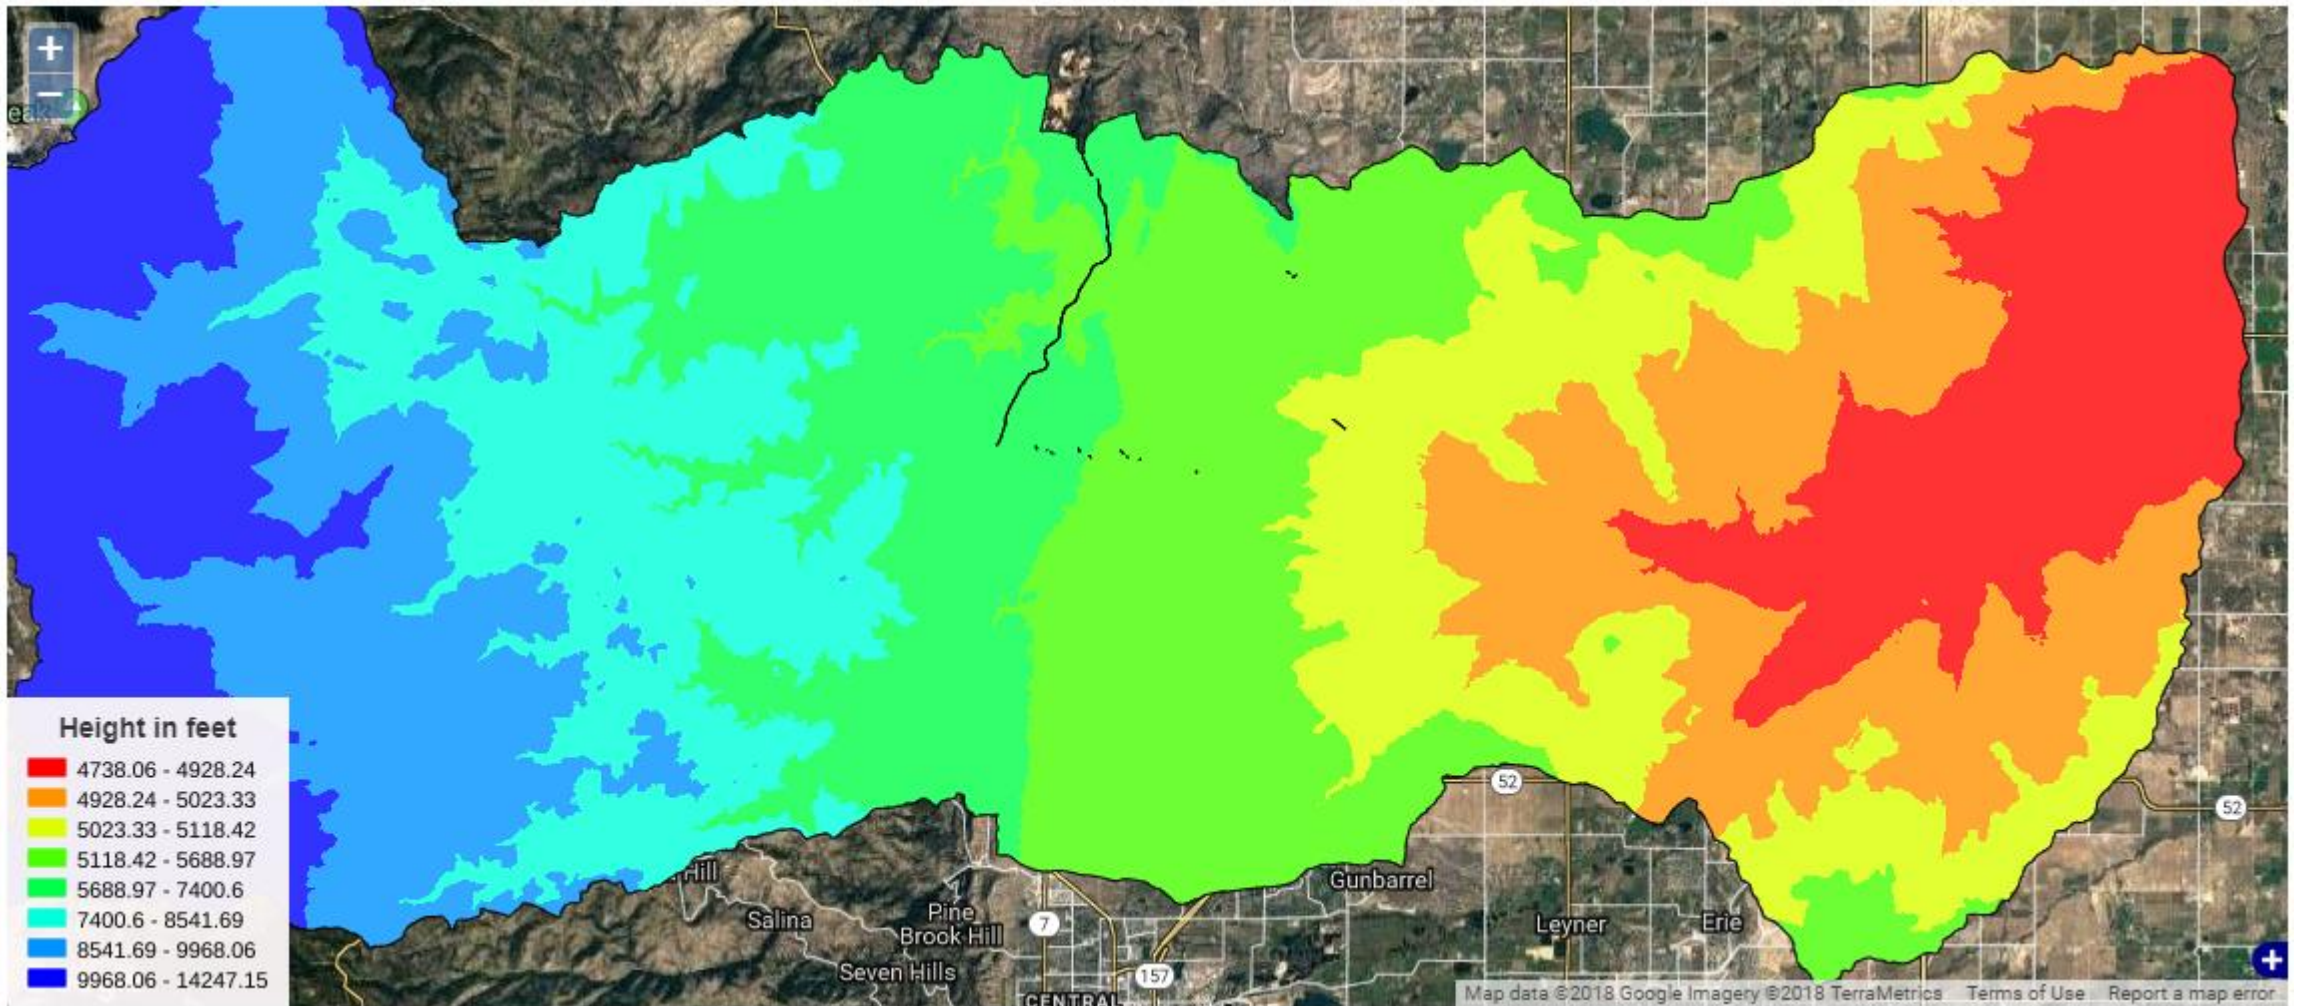 +
−
52
52
Hill
Gunbarrel
Salina
Pine
Brook Hill
7
Leyner
Erie
Seven Hills
157
CENTRAL
+
Height in feet
4738.06 - 4928.24
4928.24 - 5023.33
5023.33 - 5118.42
5118.42 - 5688.97
5688.97 - 7400.6
7400.6 - 8541.69
8541.69 - 9968.06
9968.06 - 14247.15
Map data ©2018 Google Imagery ©2018 TerraMetrics Terms of Use Report a map error